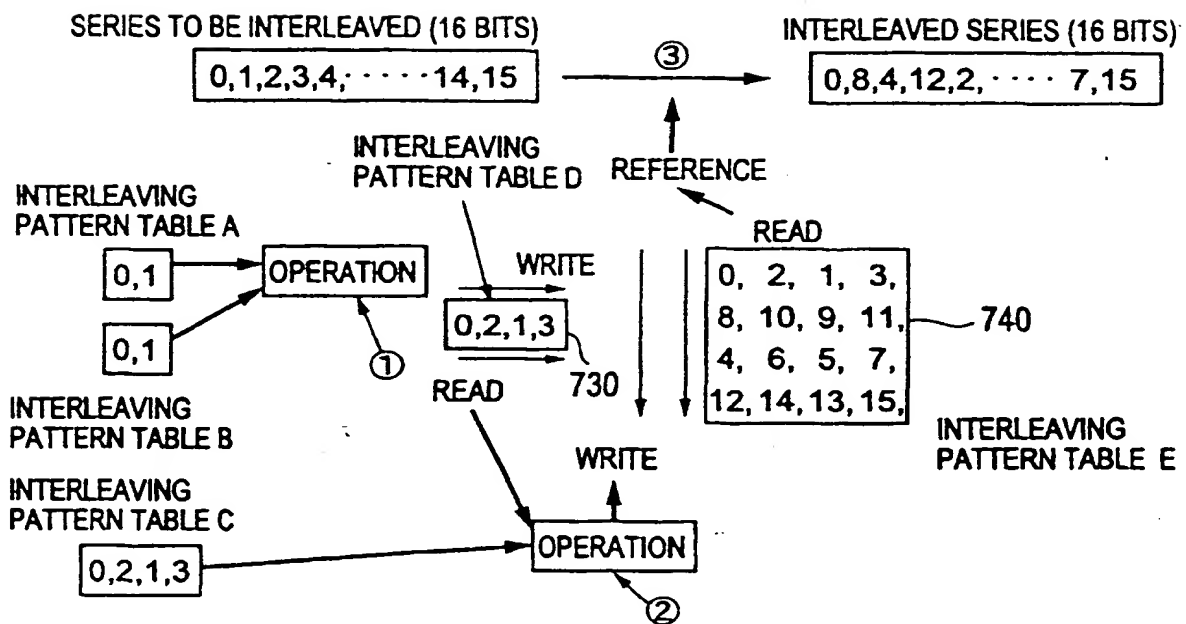 SERIES TO BE INTERLEAVED (16 BITS)
0,1,2,3,4,·····14,15
③
INTERLEAVED SERIES (16 BITS)
0,8,4,12,2,···· 7,15
INTERLEAVING
PATTERN TABLE D
REFERENCE
INTERLEAVING
PATTERN TABLE A
0,1
OPERATION
WRITE
READ
0,1
①
0,2,1,3
730
0, 2, 1, 3,
8, 10, 9, 11,
4, 6, 5, 7,
12, 14, 13, 15,
740
READ
INTERLEAVING
PATTERN TABLE B
WRITE
INTERLEAVING
PATTERN TABLE E
INTERLEAVING
PATTERN TABLE C
0,2,1,3
OPERATION
②